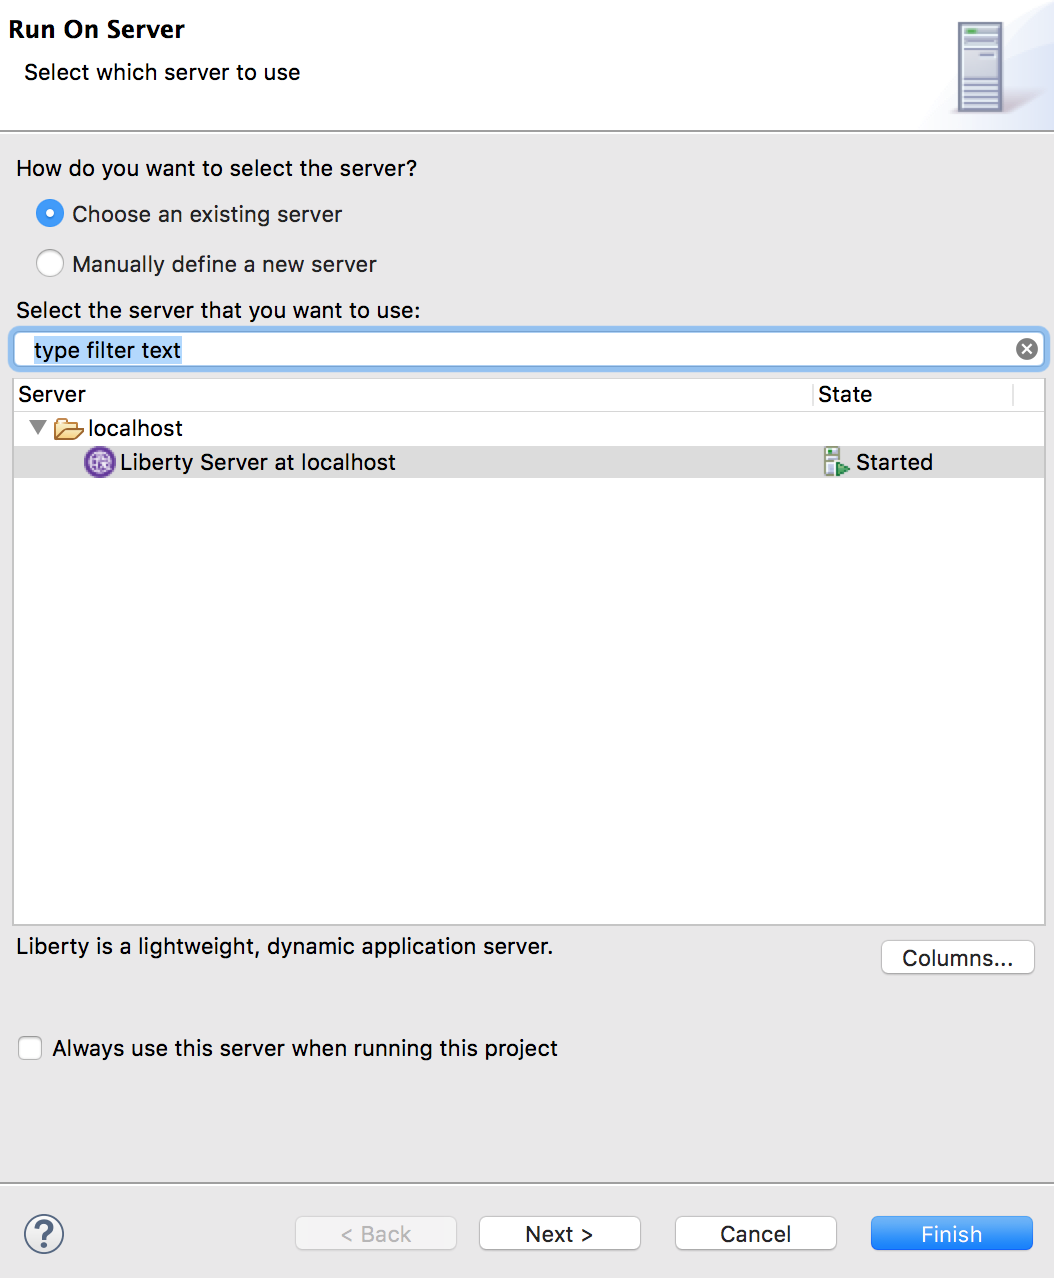 Run On Server
Select which server to use
How do you want to select the server?
Choose an existing server
Manually define a new server
Select the server that you want to use:
type filter text
Server State
localhost
Liberty Server at localhost Started
Liberty is a lightweight, dynamic application server.
Columns...
Always use this server when running this project
? < Back Next > Cancel Finish